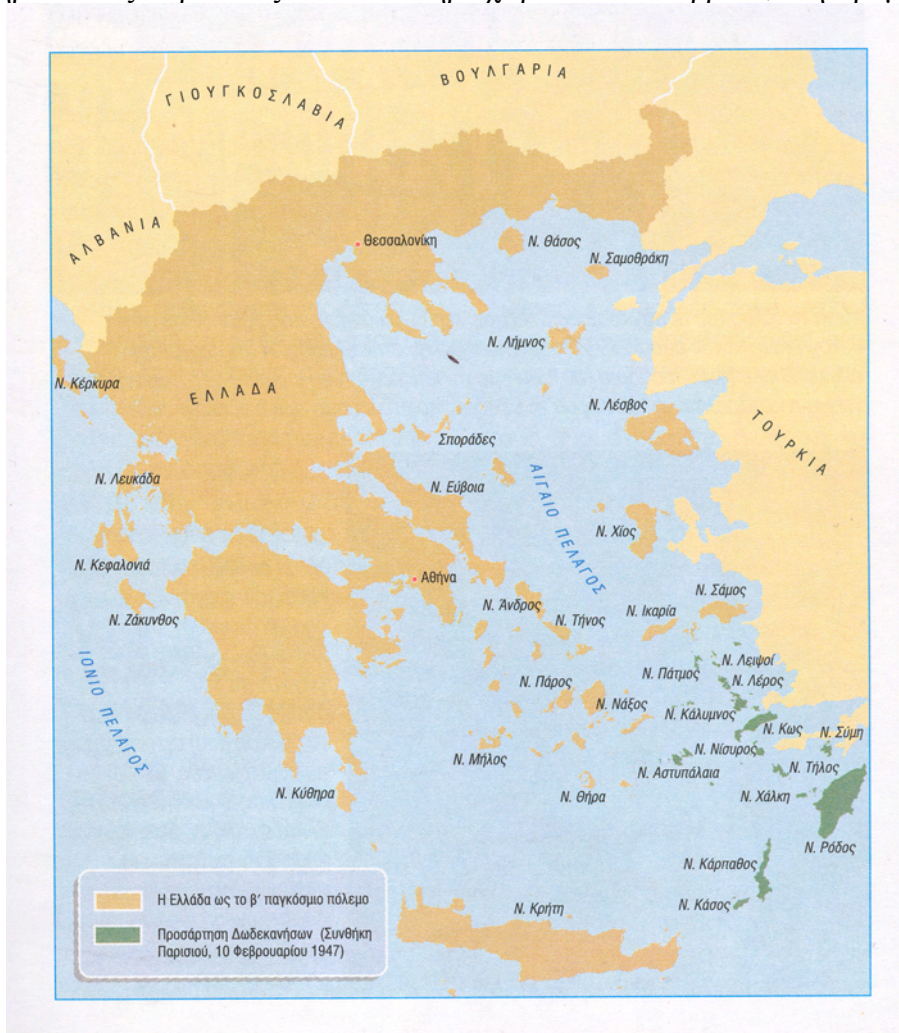 ΒΟΥΛΓΑΡΙΑ
ΓΙΟΥΓΚΟΣΛΑΒΙΑ
ΑΛΒΑΝΙΑ
Θεσσαλονίκη
Ν. Θάσος
Ν. Σαμοθράκη
Ν. Λήμνος
Ν. Κέρκυρα
ΕΛΛΑΔΑ
Ν. Λέσβος
ΤΟΥΡΚΙΑ
Σποράδες
Ν. Λευκάδα
Ν. Εύβοια
ΑΙΓΑΙΟ ΠΕΛΑΓΟΣ
Ν. Χίος
Ν. Κεφαλονιά
Αθήνα
Ν. Ζάκυνθος
Ν. Άνδρος
Ν. Τήνος
Ν. Ικαρία
Ν. Σάμος
ΙΟΝΙΟ ΠΕΛΑΓΟΣ
Ν. Πάτμος
Ν. Λειψοί
Ν. Λέρος
Ν. Πάρος
Ν. Νάξος
Ν. Κάλυμνος
Ν. Κως
Ν. Σύμη
Ν. Μήλος
Ν. Νίσυρος
Ν. Αστυπάλαια
Ν. Τήλος
Ν. Κύθηρα
Ν. Θήρα
Ν. Χάλκη
Ν. Ρόδος
Ν. Κάρπαθος
Ν. Κάσος
Ν. Κρήτη
Η Ελλάδα ως το β' παγκόσμιο πόλεμο
Προσάρτηση Δωδεκανήσων (Συνθήκη
Παρισιού, 10 Φεβρουαρίου 1947)